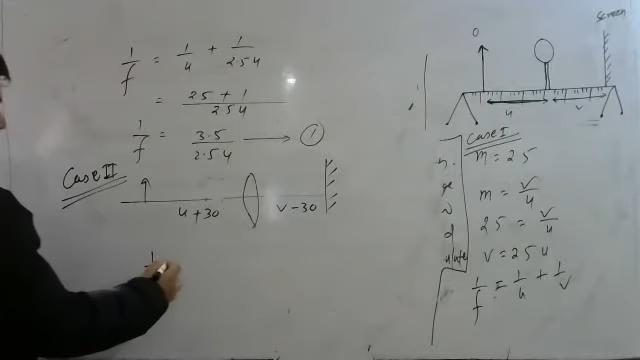 1/f = 1/u + 1/2.5u
= 2.5 + 1 / 2.5u
1/f = 3.5/2.5u → ①
Case II
u + 30
v - 30
Screen
O
u
v
Case I
m = 2.5
m = v/u
2.5 = v/u
v = 2.5u
1/f = 1/u + 1/v